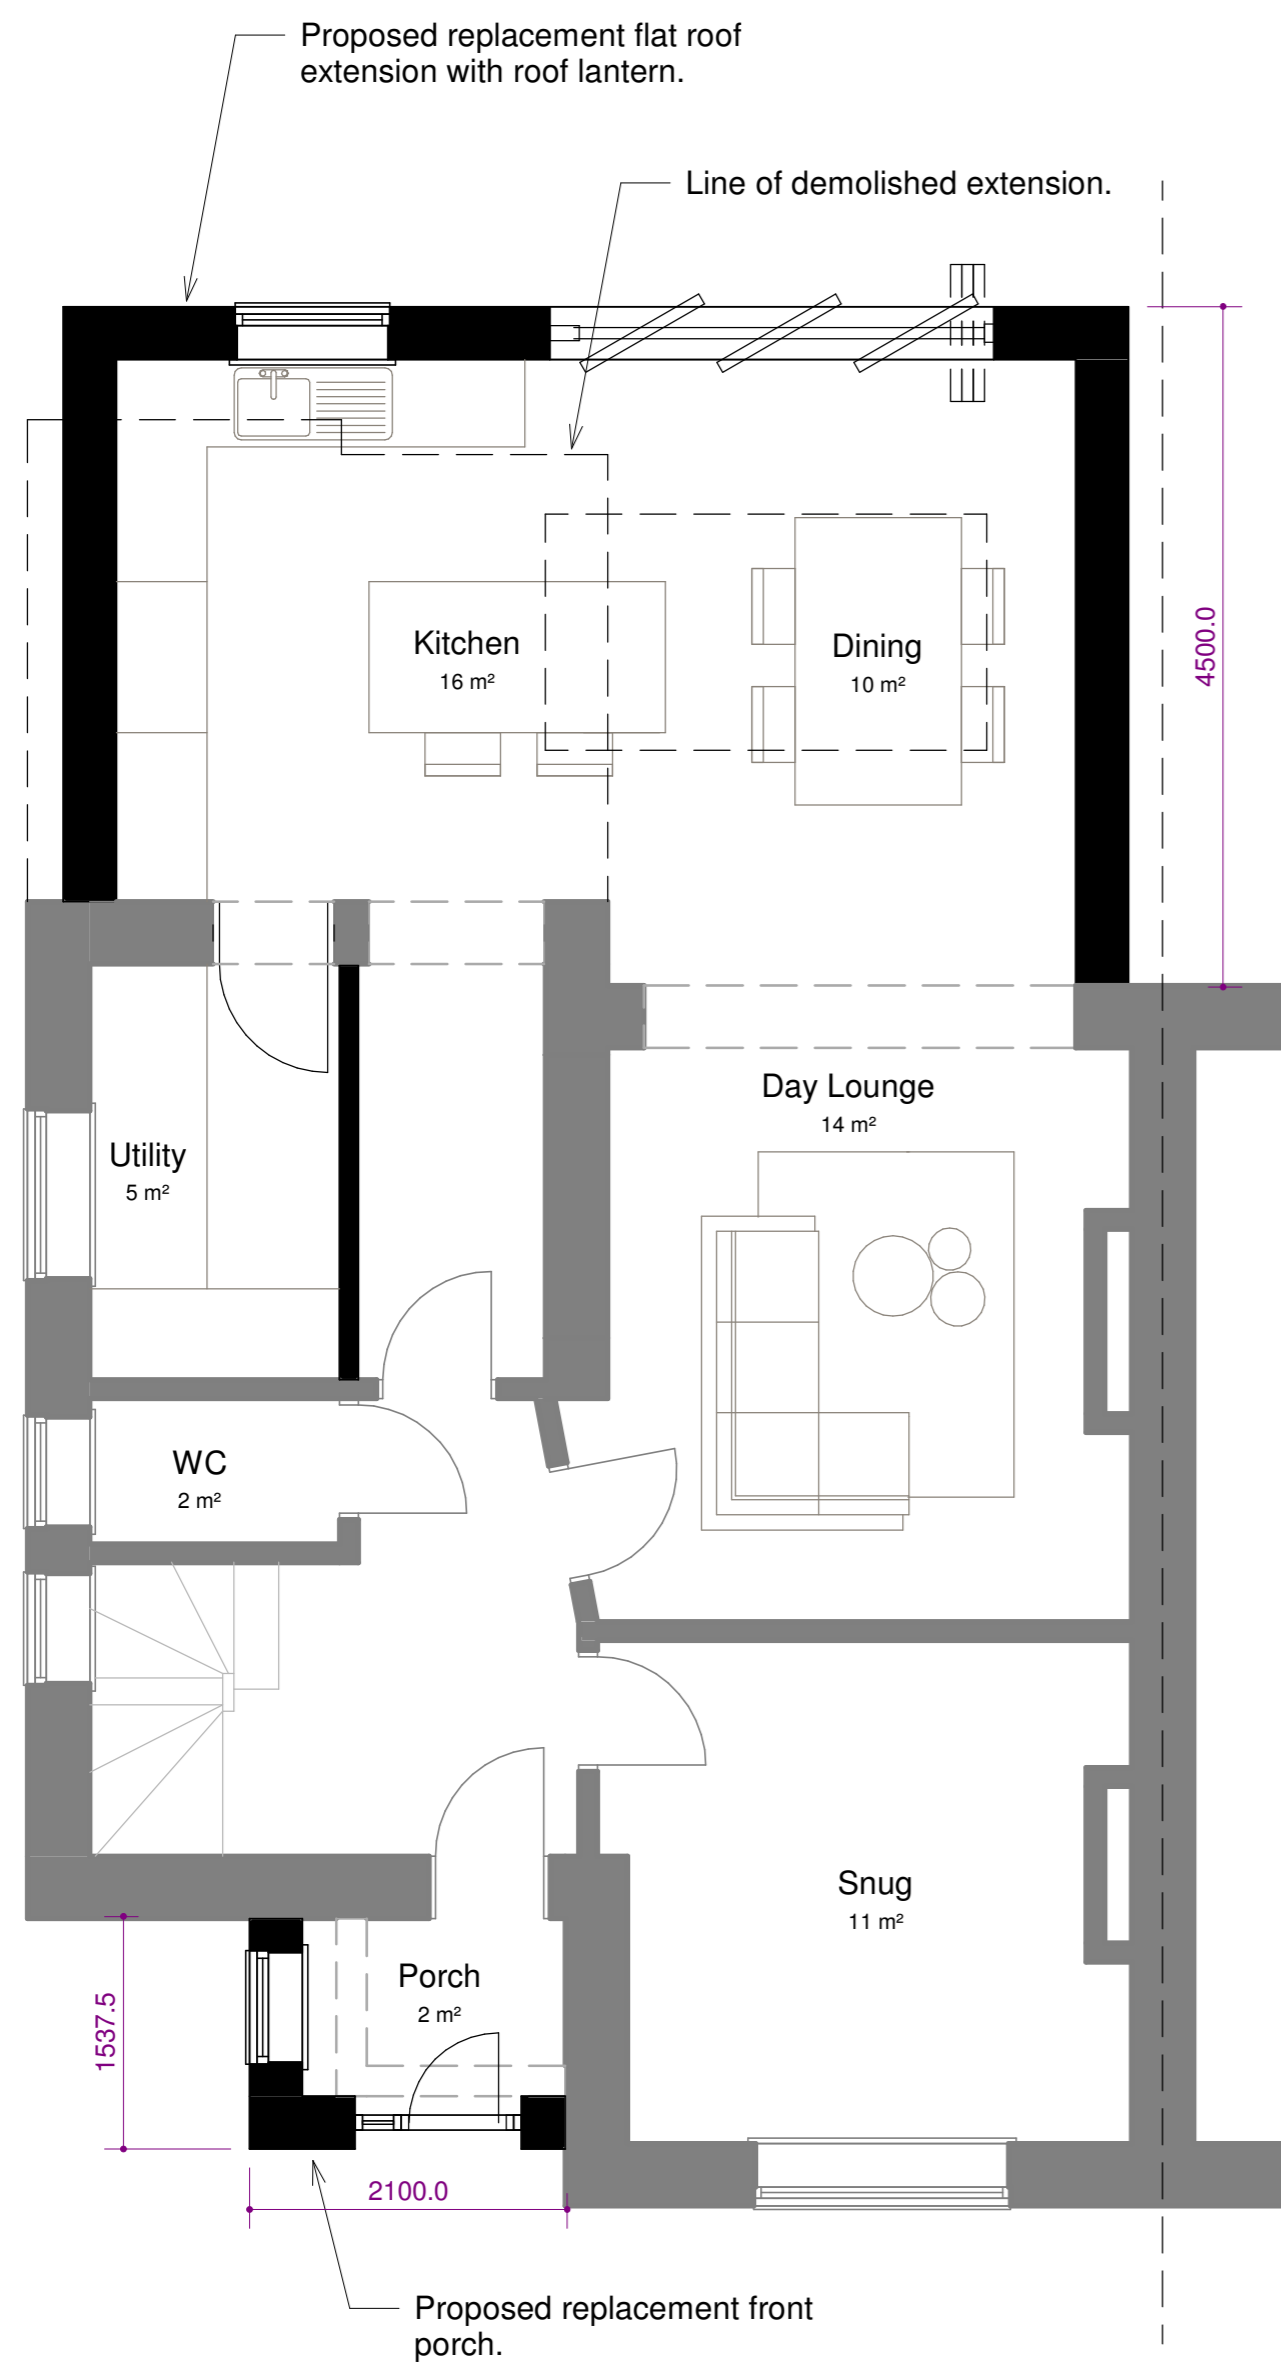 Proposed replacement flat roof
extension with roof lantern.
Line of demolished extension.
Kitchen
16 m²
Dining
10 m²
4500.0
Day Lounge
14 m²
Utility
5 m²
WC
2 m²
Snug
11 m²
Porch
2 m²
1537.5
2100.0
Proposed replacement front
porch.